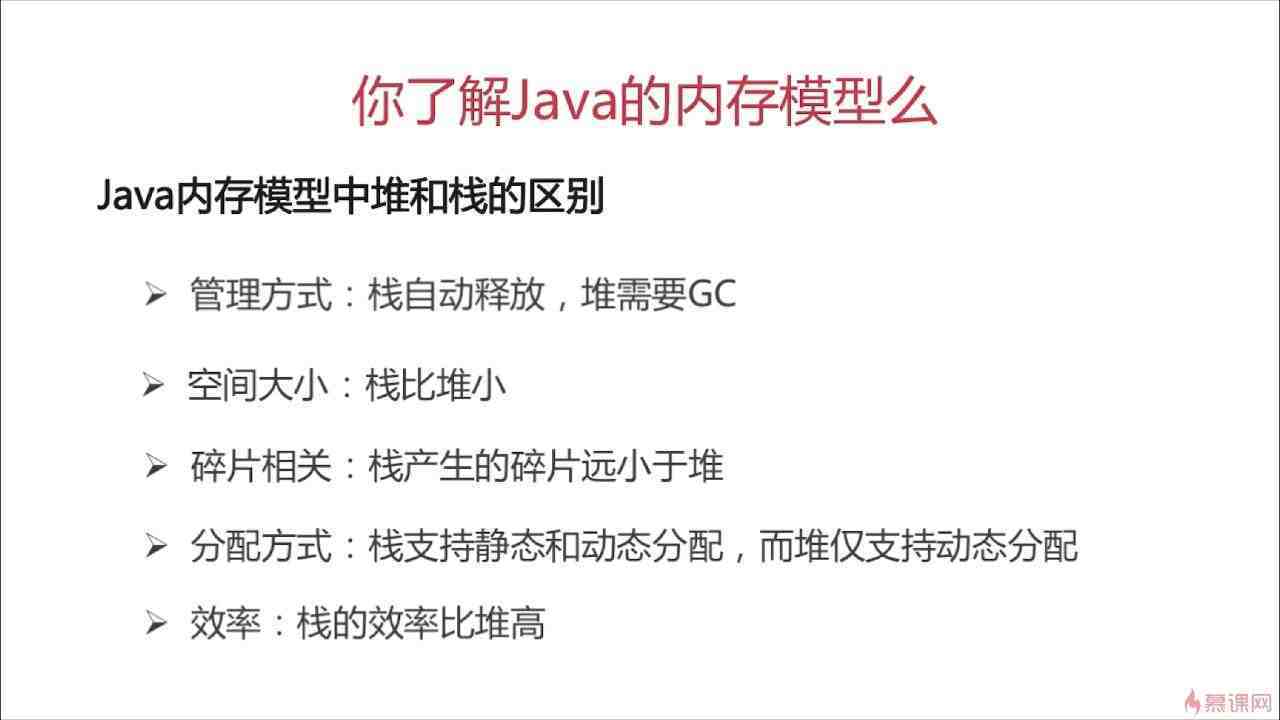 你了解Java的内存模型么
Java内存模型中堆和栈的区别
管理方式：栈自动释放，堆需要GC
空间大小：栈比堆小
碎片相关：栈产生的碎片远小于堆
分配方式：栈支持静态和动态分配，而堆仅支持动态分配
效率：栈的效率比堆高
慕课网